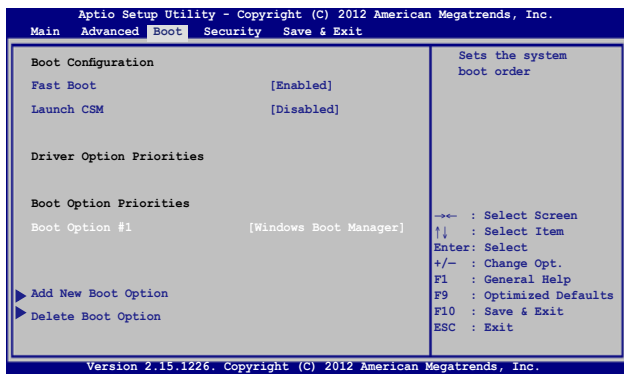 Aptio Setup Utility - Copyright (C) 2012 American Megatrends, Inc.
Main Advanced Boot Security Save & Exit
Boot Configuration
Fast Boot [Enabled]
Launch CSM [Disabled]
Driver Option Priorities
Boot Option Priorities
Boot Option #1 [Windows Boot Manager]
Add New Boot Option
Delete Boot Option
Sets the system
boot order
→← : Select Screen
↑↓ : Select Item
Enter: Select
+/— : Change Opt.
F1 : General Help
F9 : Optimized Defaults
F10 : Save & Exit
ESC : Exit
Version 2.15.1226. Copyright (C) 2012 American Megatrends, Inc.